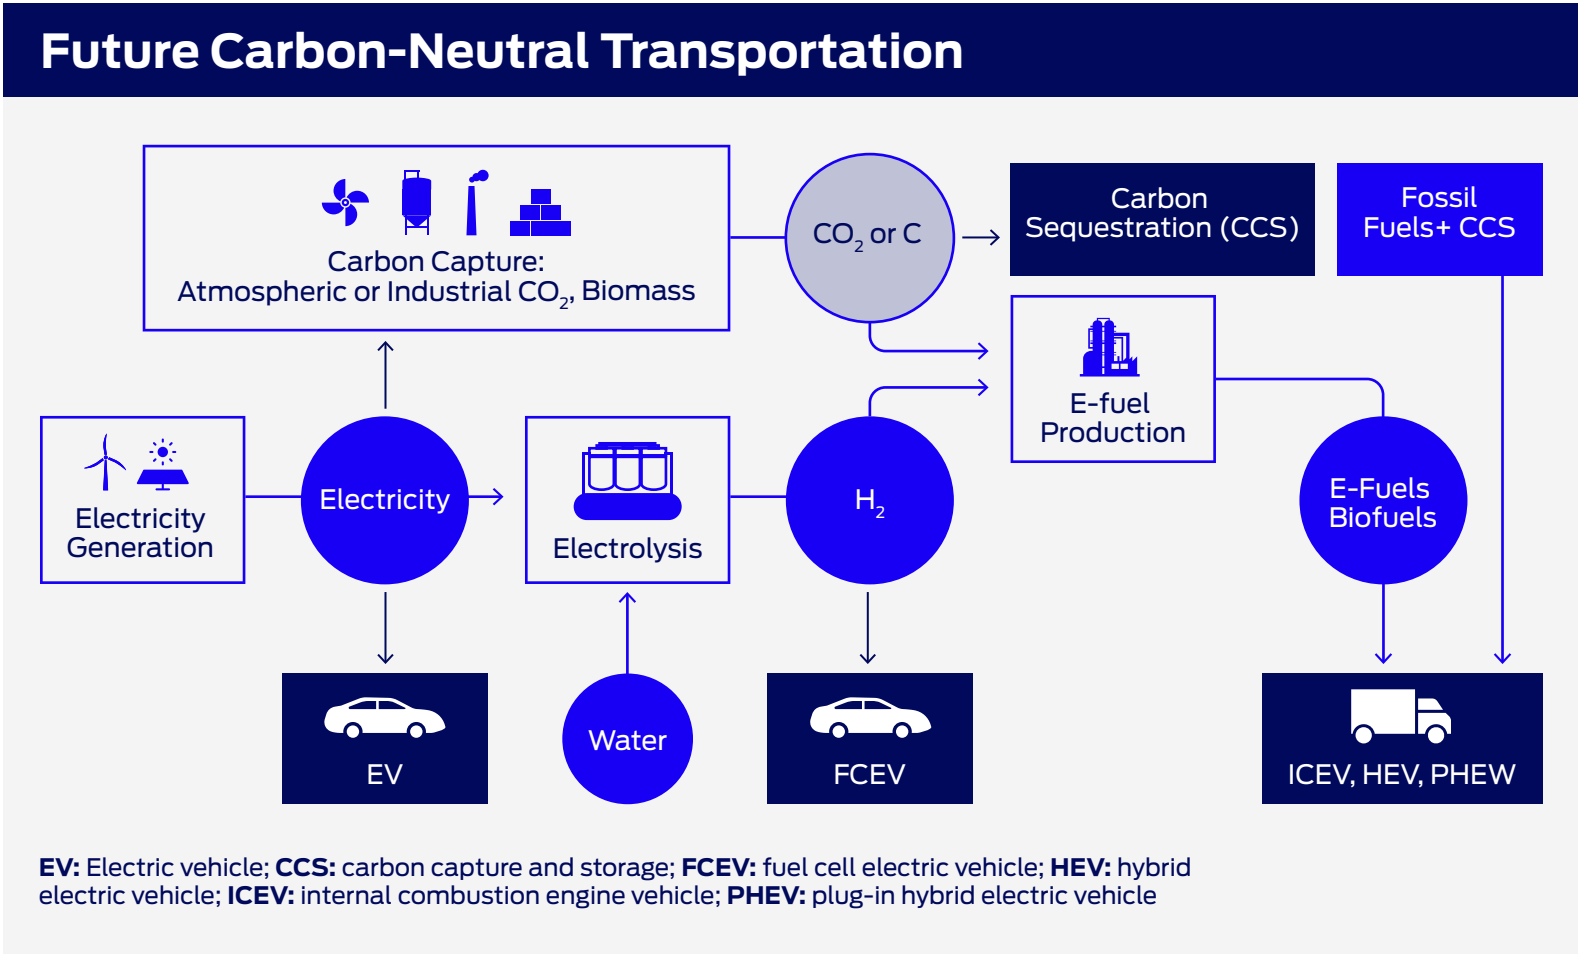 Future Carbon-Neutral Transportation
Carbon Capture:
Atmospheric or Industrial CO₂, Biomass
CO₂ or C
Carbon
Sequestration (CCS)
Fossil
Fuels+ CCS
E-fuel
Production
Electricity
Generation
Electricity
Electrolysis
H₂
E-Fuels
Biofuels
Water
EV
FCEV
ICEV, HEV, PHEW
EV: Electric vehicle; CCS: carbon capture and storage; FCEV: fuel cell electric vehicle; HEV: hybrid
electric vehicle; ICEV: internal combustion engine vehicle; PHEV: plug-in hybrid electric vehicle